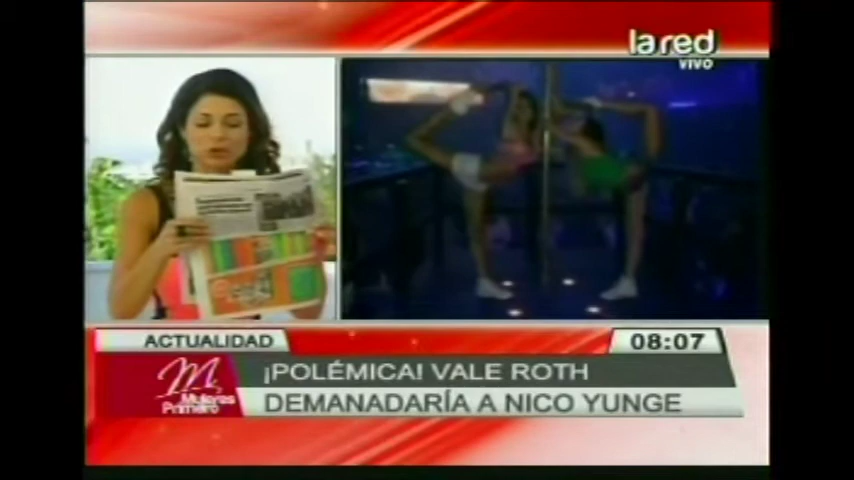 la red
VIVO
ACTUALIDAD
08:07
¡POLÉMICA! VALE ROTH
DEMANADARÍA A NICO YUNGE
M
Mujeres
Primero